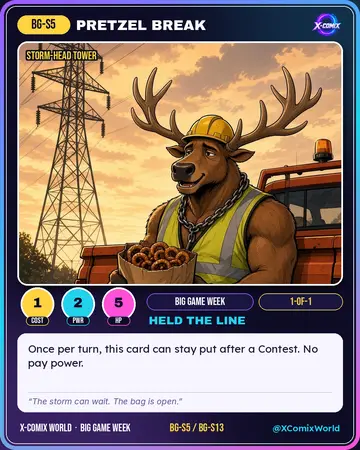 BG-S5 PRETZEL BREAK X-COMIX
STORM-HEAD TOWER
1 COST 2 PWR 5 HP BIG GAME WEEK 1-OF-1
HELD THE LINE
Once per turn, this card can stay put after a Contest. No
pay power.
"The storm can wait. The bag is open."
X-COMIX WORLD · BIG GAME WEEK BG-S5 / BG-S13 @XComixWorld